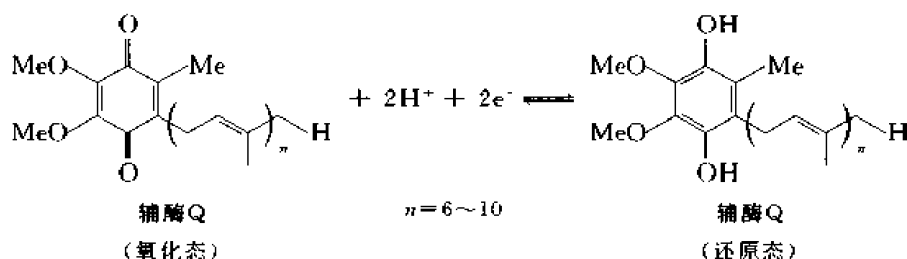 O OH
MeO Me MeO Me
+ 2H⁺ + 2e⁻ ⇌
MeO ( )ₙ H MeO ( )ₙ H
O OH
辅酶Q n=6～10 辅酶Q
（氧化态） （还原态）